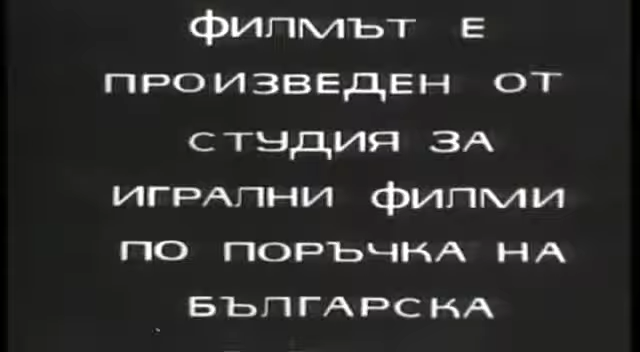 ФИЛМЪТ Е
ПРОИЗВЕДЕН ОТ
СТУДИЯ ЗА
ИГРАЛНИ ФИЛМИ
ПО ПОРЪЧКА НА
БЪЛГАРСКА